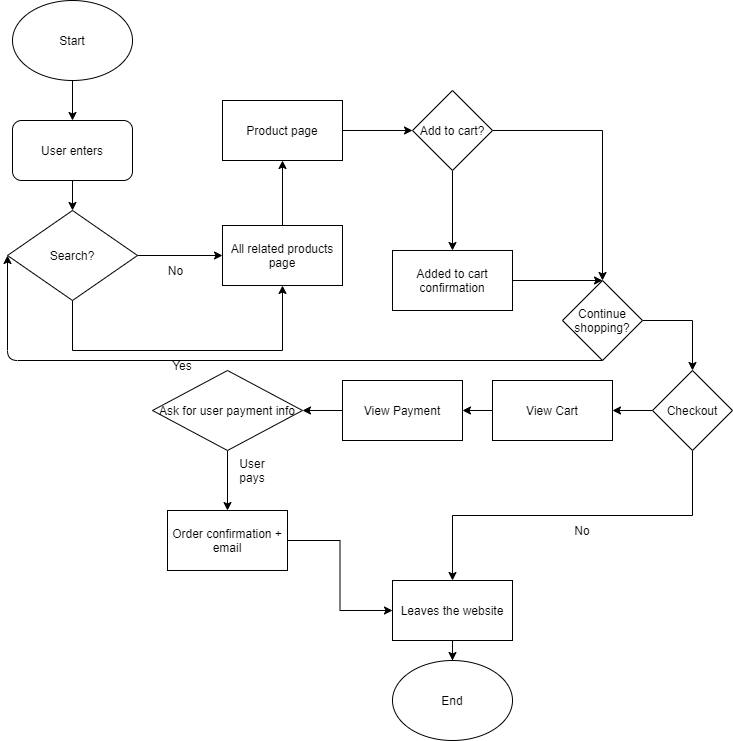 Start
User enters
Search?
No
Yes
All related products
page
Product page
Add to cart?
Added to cart
confirmation
Continue
shopping?
Checkout
View Cart
View Payment
Ask for user payment info
User
pays
Order confirmation +
email
No
Leaves the website
End